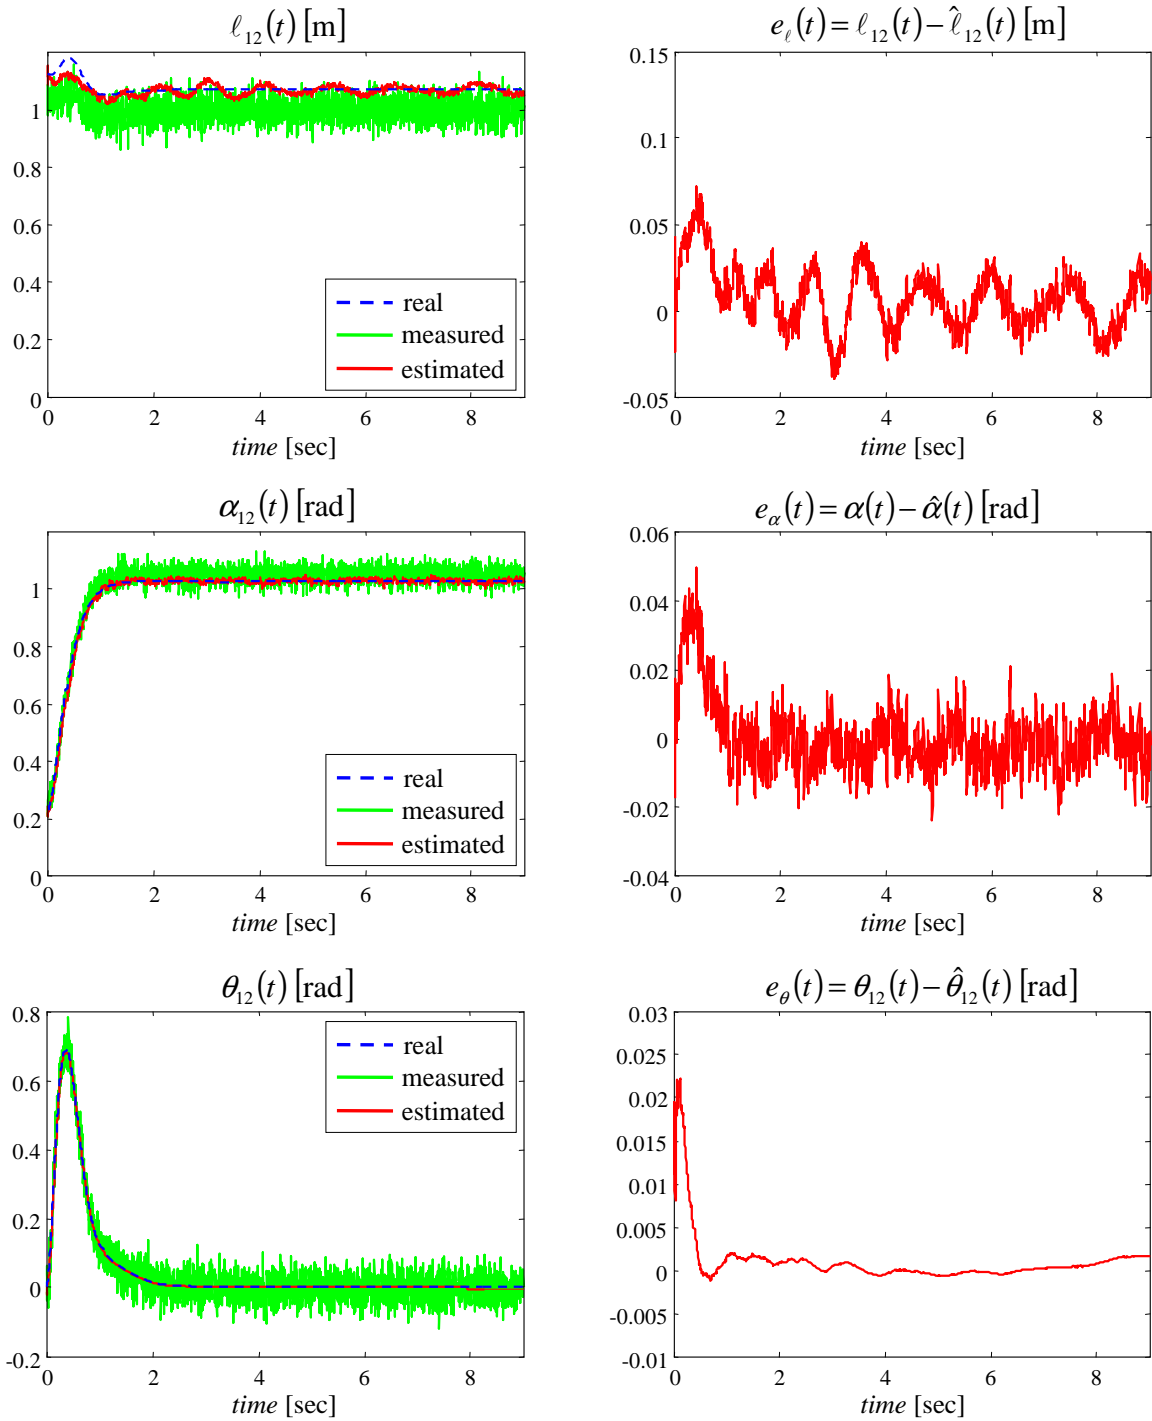 ℓ₁₂(t) [m]
1
0.8
0.6
0.4
0.2
0
0 2 4 6 8
time [sec]
real
measured
estimated
e_ℓ(t) = ℓ₁₂(t) − ℓ̂₁₂(t) [m]
0.15
0.1
0.05
0
-0.05
0 2 4 6 8
time [sec]
α₁₂(t) [rad]
1
0.8
0.6
0.4
0.2
0
0 2 4 6 8
time [sec]
real
measured
estimated
e_α(t) = α(t) − α̂(t) [rad]
0.06
0.04
0.02
0
-0.02
-0.04
0 2 4 6 8
time [sec]
θ₁₂(t) [rad]
0.8
0.6
0.4
0.2
0
-0.2
0 2 4 6 8
time [sec]
real
measured
estimated
e_θ(t) = θ₁₂(t) − θ̂₁₂(t) [rad]
0.03
0.025
0.02
0.015
0.01
0.005
0
-0.005
-0.01
0 2 4 6 8
time [sec]